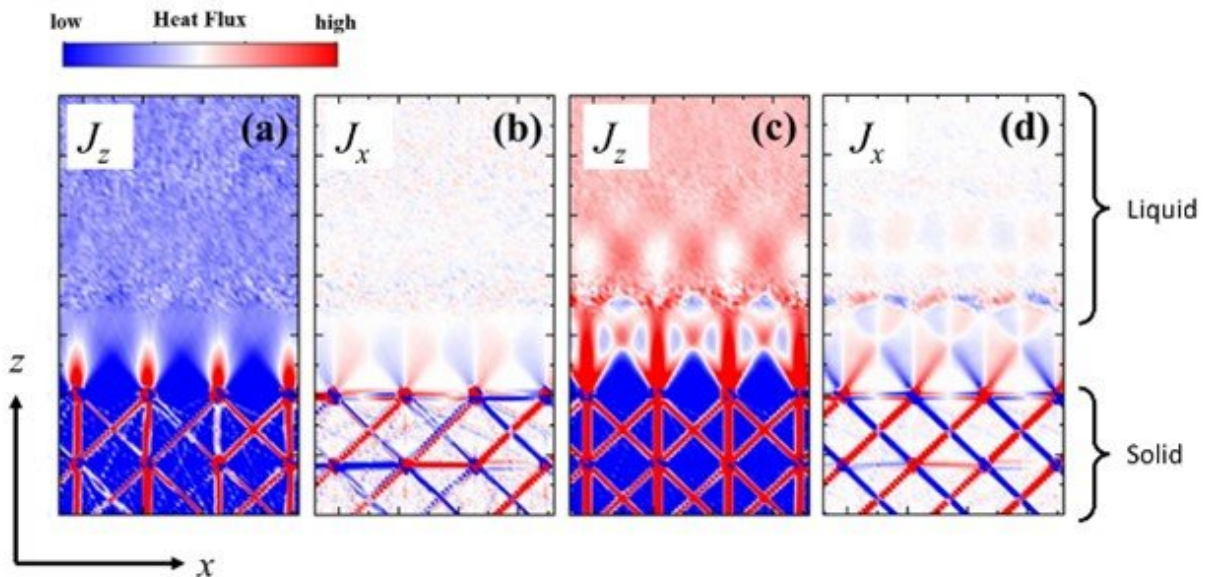 Heat Flux
low high
J_z (a) J_x (b) J_z (c) J_x (d)
Liquid
Solid
z
x